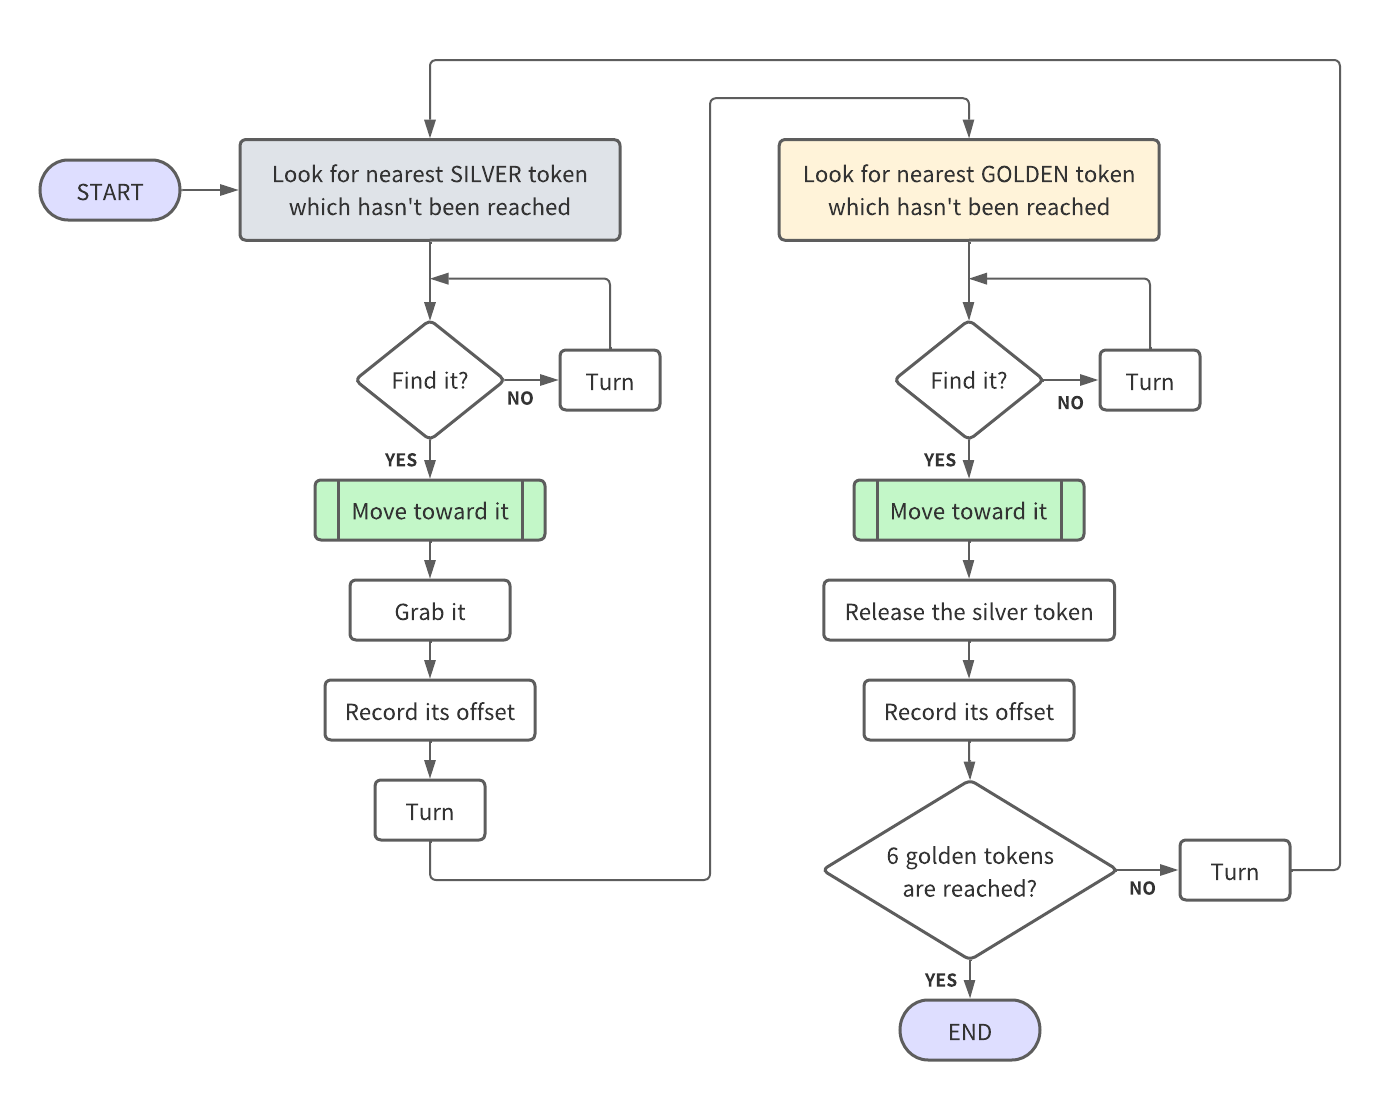 START
Look for nearest SILVER token
which hasn't been reached
Find it?
NO
Turn
YES
Move toward it
Grab it
Record its offset
Turn
Look for nearest GOLDEN token
which hasn't been reached
Find it?
NO
Turn
YES
Move toward it
Release the silver token
Record its offset
6 golden tokens
are reached?
NO
Turn
YES
END